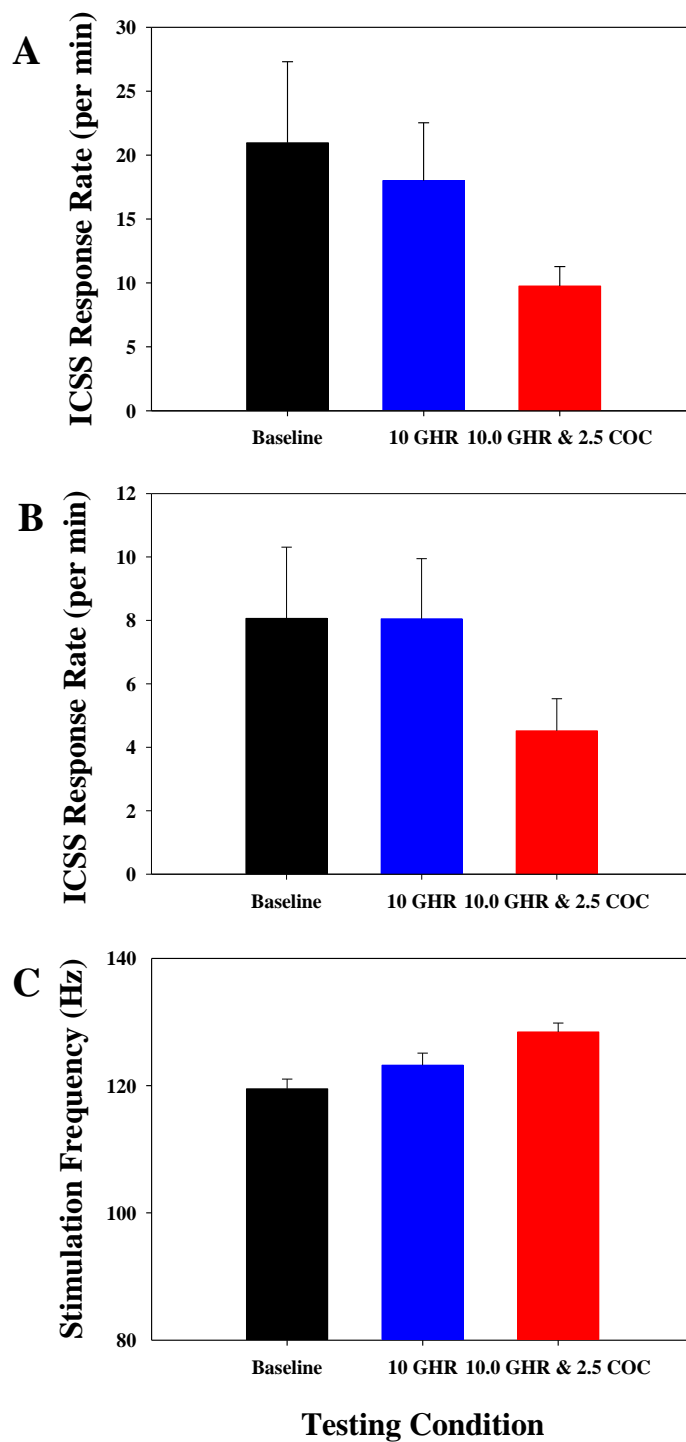 A
ICSS Response Rate (per min)
30
25
20
15
10
5
0
Baseline 10 GHR 10.0 GHR & 2.5 COC
B
ICSS Response Rate (per min)
12
10
8
6
4
2
0
Baseline 10 GHR 10.0 GHR & 2.5 COC
C
Stimulation Frequency (Hz)
140
120
100
80
Baseline 10 GHR 10.0 GHR & 2.5 COC
Testing Condition